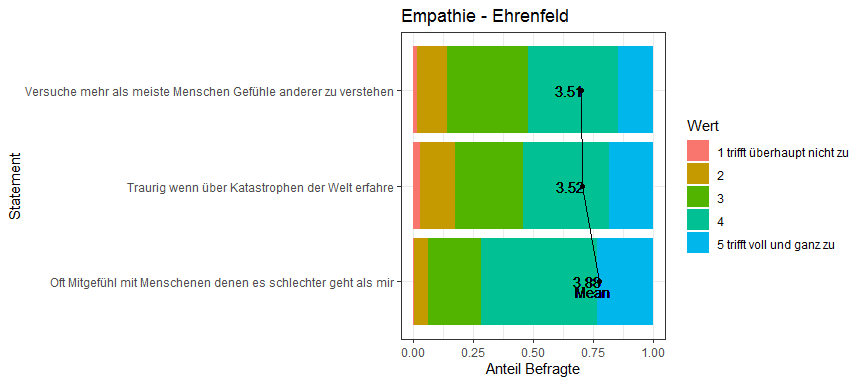 Empathie - Ehrenfeld
Statement
Versuche mehr als meiste Menschen Gefühle anderer zu verstehen
3.51
Traurig wenn über Katastrophen der Welt erfahre
3.52
Oft Mitgefühl mit Menschenen denen es schlechter geht als mir
3.88
Mean
0.00 0.25 0.50 0.75 1.00
Anteil Befragte
Wert
1 trifft überhaupt nicht zu
2
3
4
5 trifft voll und ganz zu